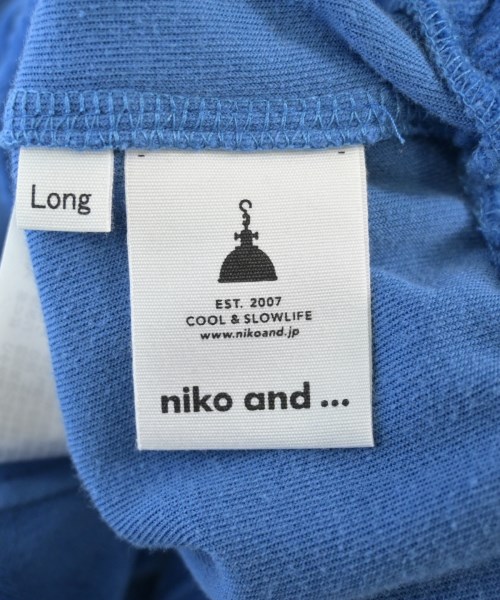 Long
EST. 2007
COOL & SLOWLIFE
www.nikoand.jp
niko and ...